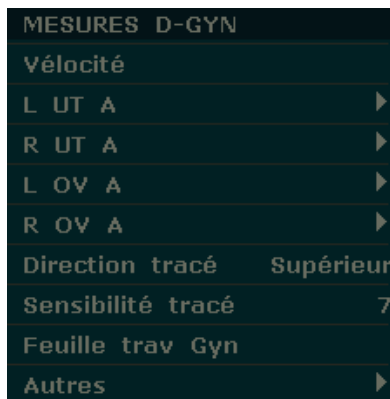 MESURES D-GYN
Vélocité
L UT A
R UT A
L OV A
R OV A
Direction tracé Supérieur
Sensibilité tracé 7
Feuille trav Gyn
Autres